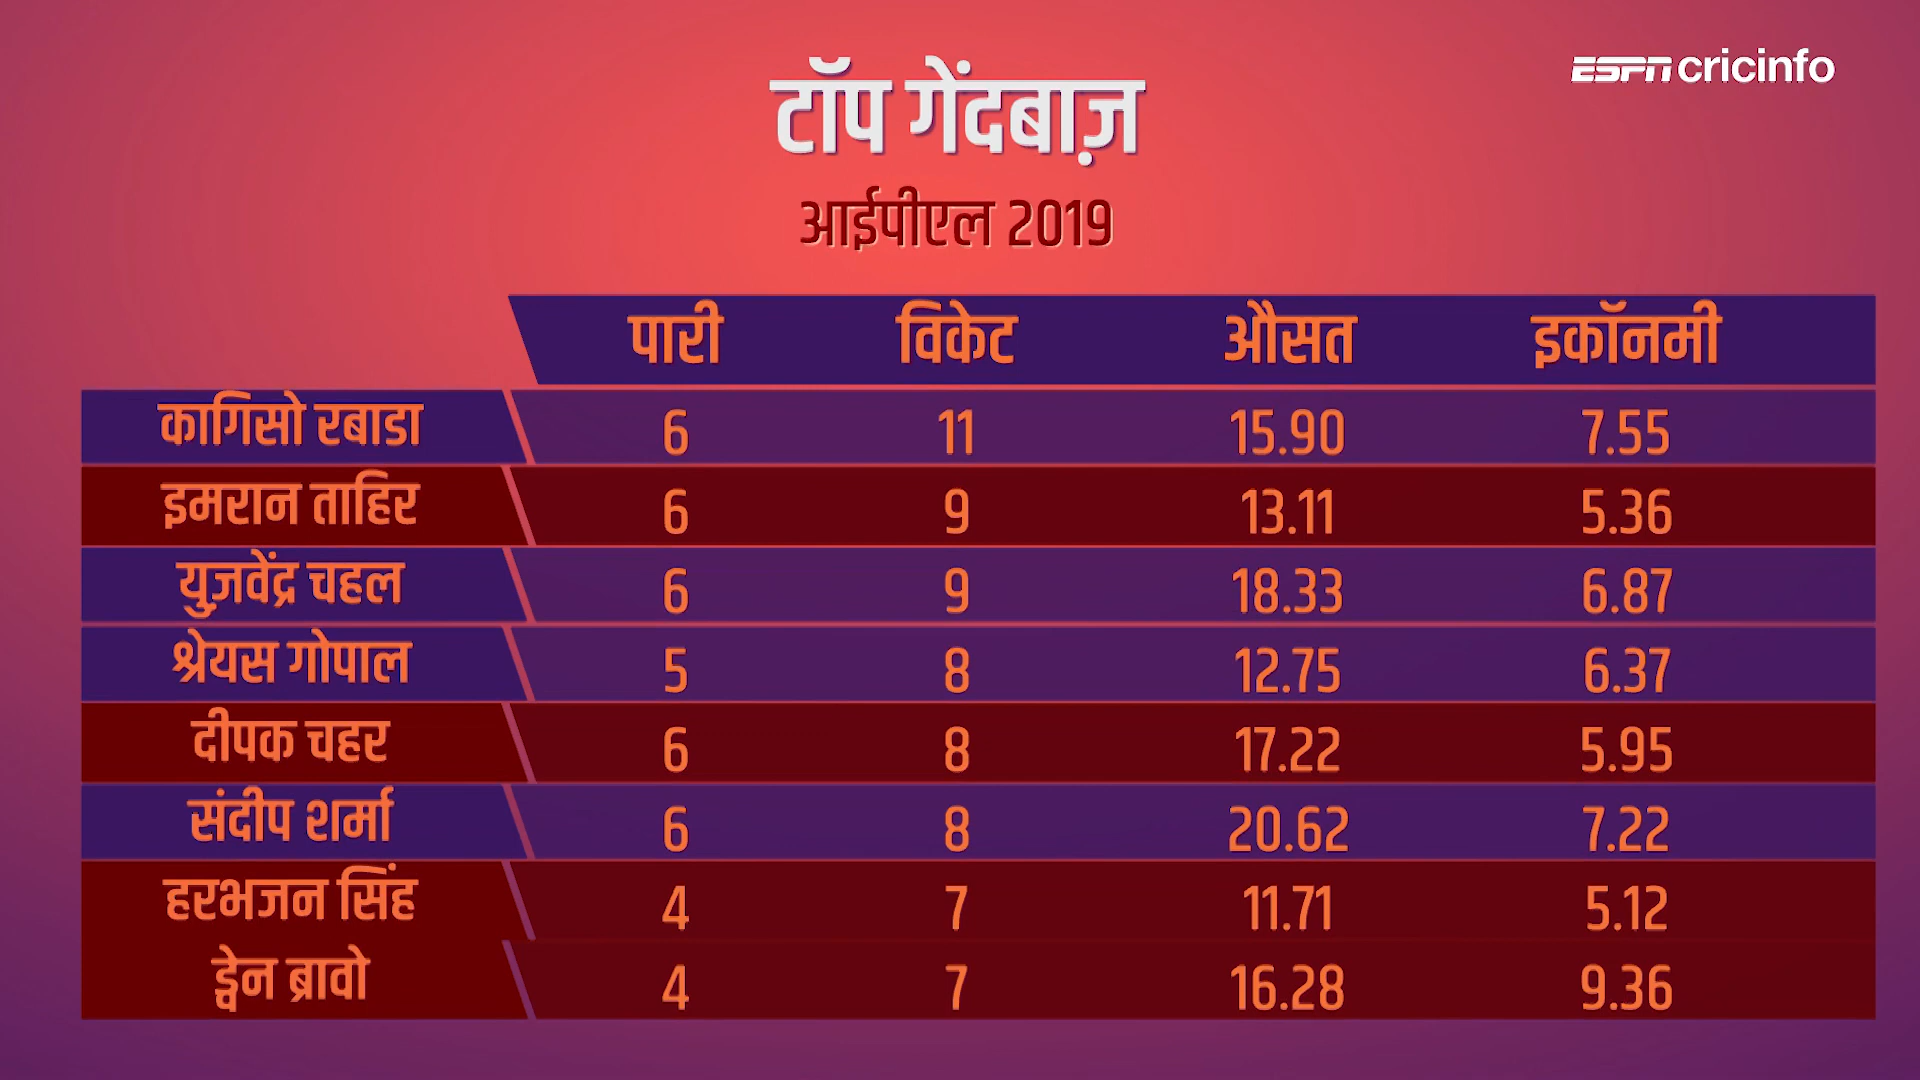 ESPN cricinfo
टॉप गेंदबाज़
आईपीएल 2019
पारी विकेट औसत इकॉनमी
कागिसो रबाडा 6 11 15.90 7.55
इमरान ताहिर 6 9 13.11 5.36
युज़वेंद्र चहल 6 9 18.33 6.87
श्रेयस गोपाल 5 8 12.75 6.37
दीपक चहर 6 8 17.22 5.95
संदीप शर्मा 6 8 20.62 7.22
हरभजन सिंह 4 7 11.71 5.12
ड्वेन ब्रावो 4 7 16.28 9.36